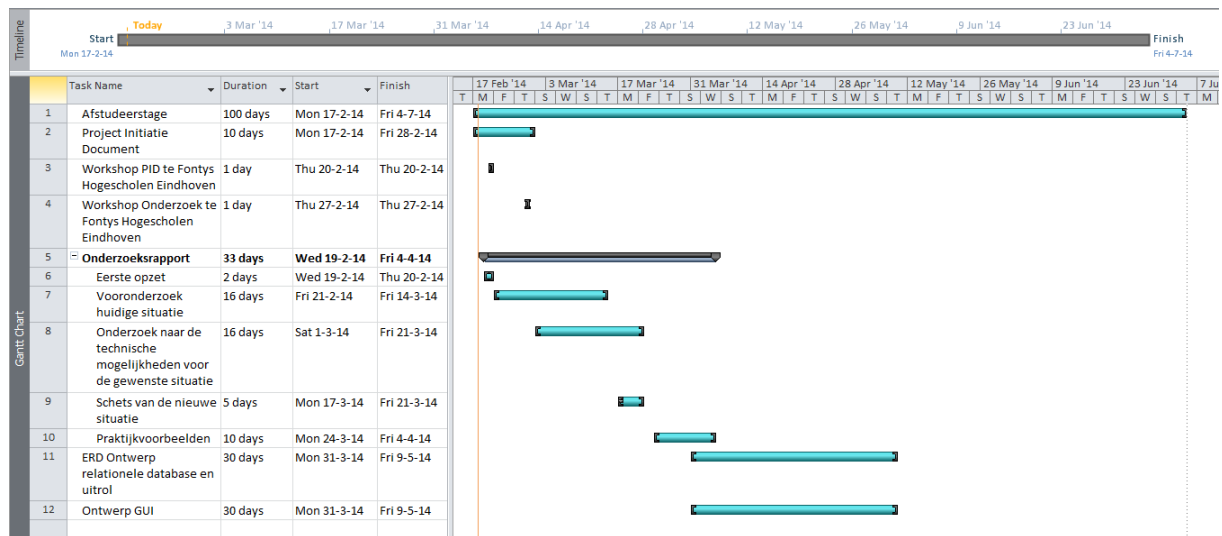 Timeline
Today 3 Mar '14 17 Mar '14 31 Mar '14 14 Apr '14 28 Apr '14 12 May '14 26 May '14 9 Jun '14 23 Jun '14
Start Finish
Mon 17-2-14 Fri 4-7-14
Gantt Chart
Task Name Duration Start Finish 17 Feb '14 3 Mar '14 17 Mar '14 31 Mar '14 14 Apr '14 28 Apr '14 12 May '14 26 May '14 9 Jun '14 23 Jun '14 7 Ju
T M F T S W S T M F T S W S T M F T S W S T M F T S W S T M F T S W S T M F T S W S T M
1 Afstudeerstage 100 days Mon 17-2-14 Fri 4-7-14
2 Project Initiatie 10 days Mon 17-2-14 Fri 28-2-14
Document
3 Workshop PID te Fontys 1 day Thu 20-2-14 Thu 20-2-14
Hogescholen Eindhoven
4 Workshop Onderzoek te 1 day Thu 27-2-14 Thu 27-2-14
Fontys Hogescholen
Eindhoven
5 Onderzoeksrapport 33 days Wed 19-2-14 Fri 4-4-14
6 Eerste opzet 2 days Wed 19-2-14 Thu 20-2-14
7 Vooronderzoek 16 days Fri 21-2-14 Fri 14-3-14
huidige situatie
8 Onderzoek naar de 16 days Sat 1-3-14 Fri 21-3-14
technische
mogelijkheden voor
de gewenste situatie
9 Schets van de nieuwe 5 days Mon 17-3-14 Fri 21-3-14
situatie
10 Praktijkvoorbeelden 10 days Mon 24-3-14 Fri 4-4-14
11 ERD Ontwerp 30 days Mon 31-3-14 Fri 9-5-14
relationele database en
uitrol
12 Ontwerp GUI 30 days Mon 31-3-14 Fri 9-5-14